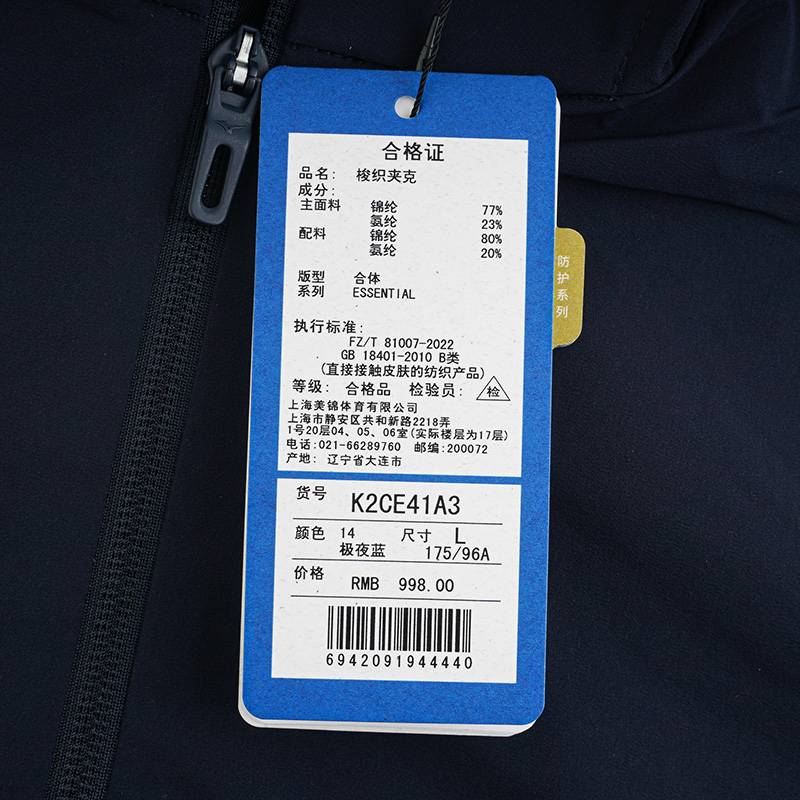 合格证
品名： 梭织夹克
成分：
主面料 锦纶 77%
氨纶 23%
配料 锦纶 80%
氨纶 20%
版型 合体
系列 ESSENTIAL
执行标准：
FZ/T 81007-2022
GB 18401-2010 B类
(直接接触皮肤的纺织产品)
等级： 合格品 检验员： 检
上海美锦体育有限公司
上海市静安区共和新路2218弄
1号20层04、05、06室(实际楼层为17层)
电话:021-66289760 邮编:200072
产地: 辽宁省大连市
货号 K2CE41A3
颜色 14 尺寸 L
极夜蓝 175/96A
价格 RMB 998.00
6942091944440
防护系列